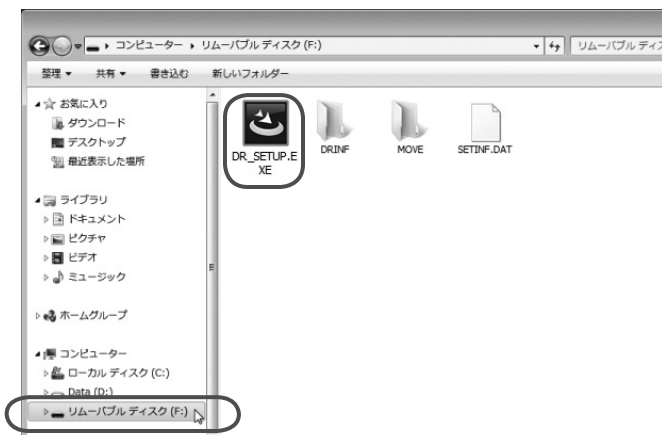 コンピューター ▸ リムーバブル ディスク (F:)
リムーバブル ディス
整理 ▼ 共有 ▼ 書き込む 新しいフォルダー
お気に入り
ダウンロード
デスクトップ
最近表示した場所
ライブラリ
ドキュメント
ピクチャ
ビデオ
ミュージック
ホームグループ
コンピューター
ローカル ディスク (C:)
Data (D:)
リムーバブル ディスク (F:)
DR_SETUP.E
XE
DRINF
MOVE
SETINF.DAT